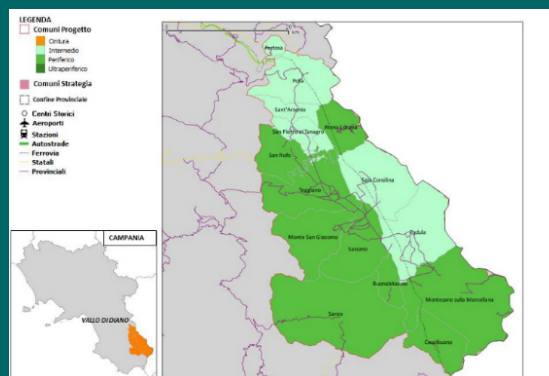 LEGENDA
Comuni Progetto
Cintura
Intermedio
Periferico
Ultraperiferico
Comuni Strategia
Confine Provinciale
Centri Storici
Aeroporti
Stazioni
Autostrade
Ferrovia
Statali
Provinciali
Pertosa
Polla
Sant'Arsenio
Atena Lucana
San Pietro al Tanagro
San Rufo
Sala Consilina
Teggiano
Padula
Monte San Giacomo
Sassano
Buonabitacolo
Montesano sulla Marcellana
Sanza
Casalbuono
CAMPANIA
VALLO DI DIANO